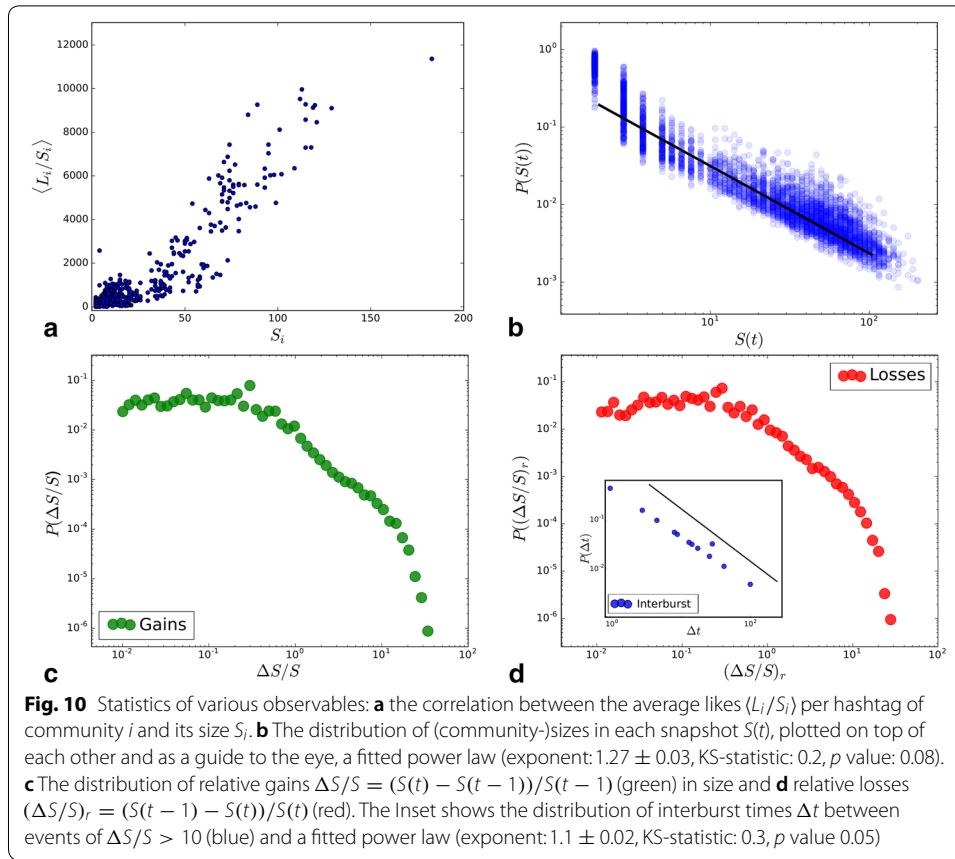 12000
10000
8000
6000
4000
2000
0
⟨L_i/S_i⟩
0 50 100 150 200
S_i
a
10^0
10^-1
10^-2
10^-3
P(S(t))
10^1 10^2
S(t)
b
10^-1
10^-2
10^-3
10^-4
10^-5
10^-6
P(ΔS/S)
Gains
10^-2 10^-1 10^0 10^1 10^2
ΔS/S
c
10^-1
10^-2
10^-3
10^-4
10^-5
10^-6
P((ΔS/S)_r)
Losses
10^-1
10^-2
P(Δt)
Interburst
10^0 10^2
Δt
10^-2 10^-1 10^0 10^1 10^2
(ΔS/S)_r
d
Fig. 10 Statistics of various observables: a the correlation between the average likes ⟨L_i/S_i⟩ per hashtag of
community i and its size S_i. b The distribution of (community-)sizes in each snapshot S(t), plotted on top of
each other and as a guide to the eye, a fitted power law (exponent: 1.27 ± 0.03, KS-statistic: 0.2, p value: 0.08).
c The distribution of relative gains ΔS/S = (S(t) − S(t − 1))/S(t − 1) (green) in size and d relative losses
(ΔS/S)_r = (S(t − 1) − S(t))/S(t) (red). The Inset shows the distribution of interburst times Δt between
events of ΔS/S > 10 (blue) and a fitted power law (exponent: 1.1 ± 0.02, KS-statistic: 0.3, p value 0.05)